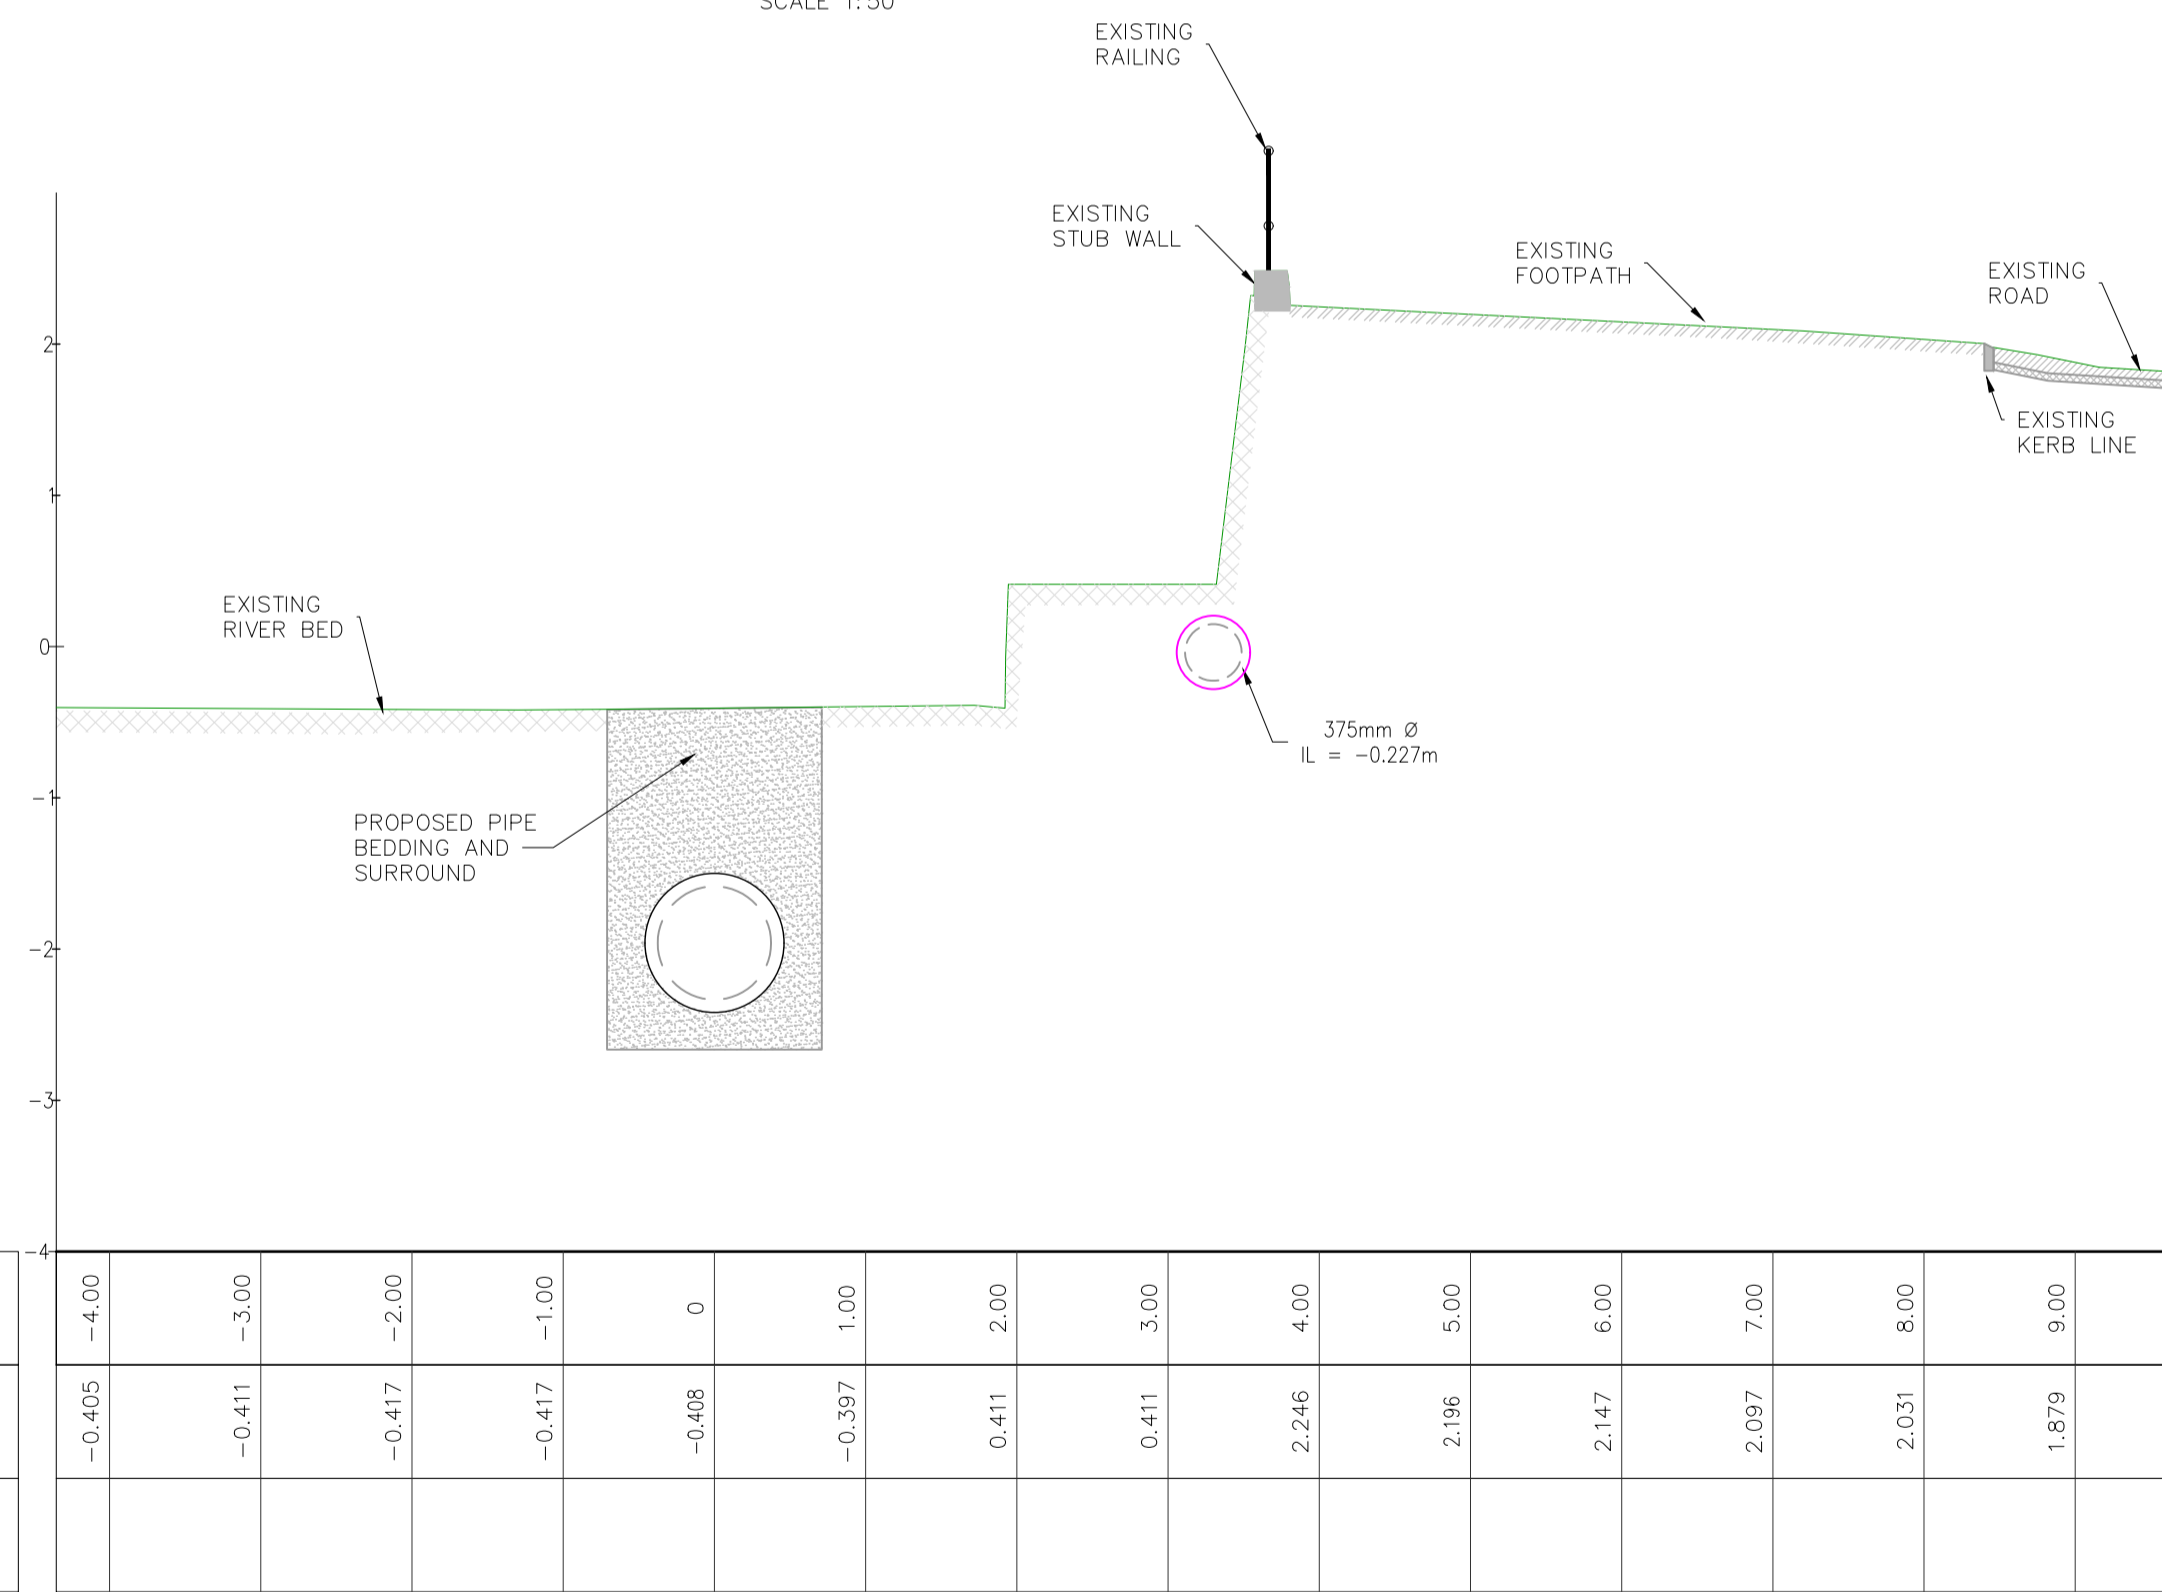 SCALE 1:50
EXISTING
RAILING
EXISTING
STUB WALL
EXISTING
FOOTPATH
EXISTING
ROAD
EXISTING
KERB LINE
EXISTING
RIVER BED
375mm Ø
IL = -0.227m
PROPOSED PIPE
BEDDING AND
SURROUND
2
1
0
-1
-2
-3
-4
-4.00 -3.00 -2.00 -1.00 0 1.00 2.00 3.00 4.00 5.00 6.00 7.00 8.00 9.00
-0.405 -0.411 -0.417 -0.417 -0.408 -0.397 0.411 0.411 2.246 2.196 2.147 2.097 2.031 1.879